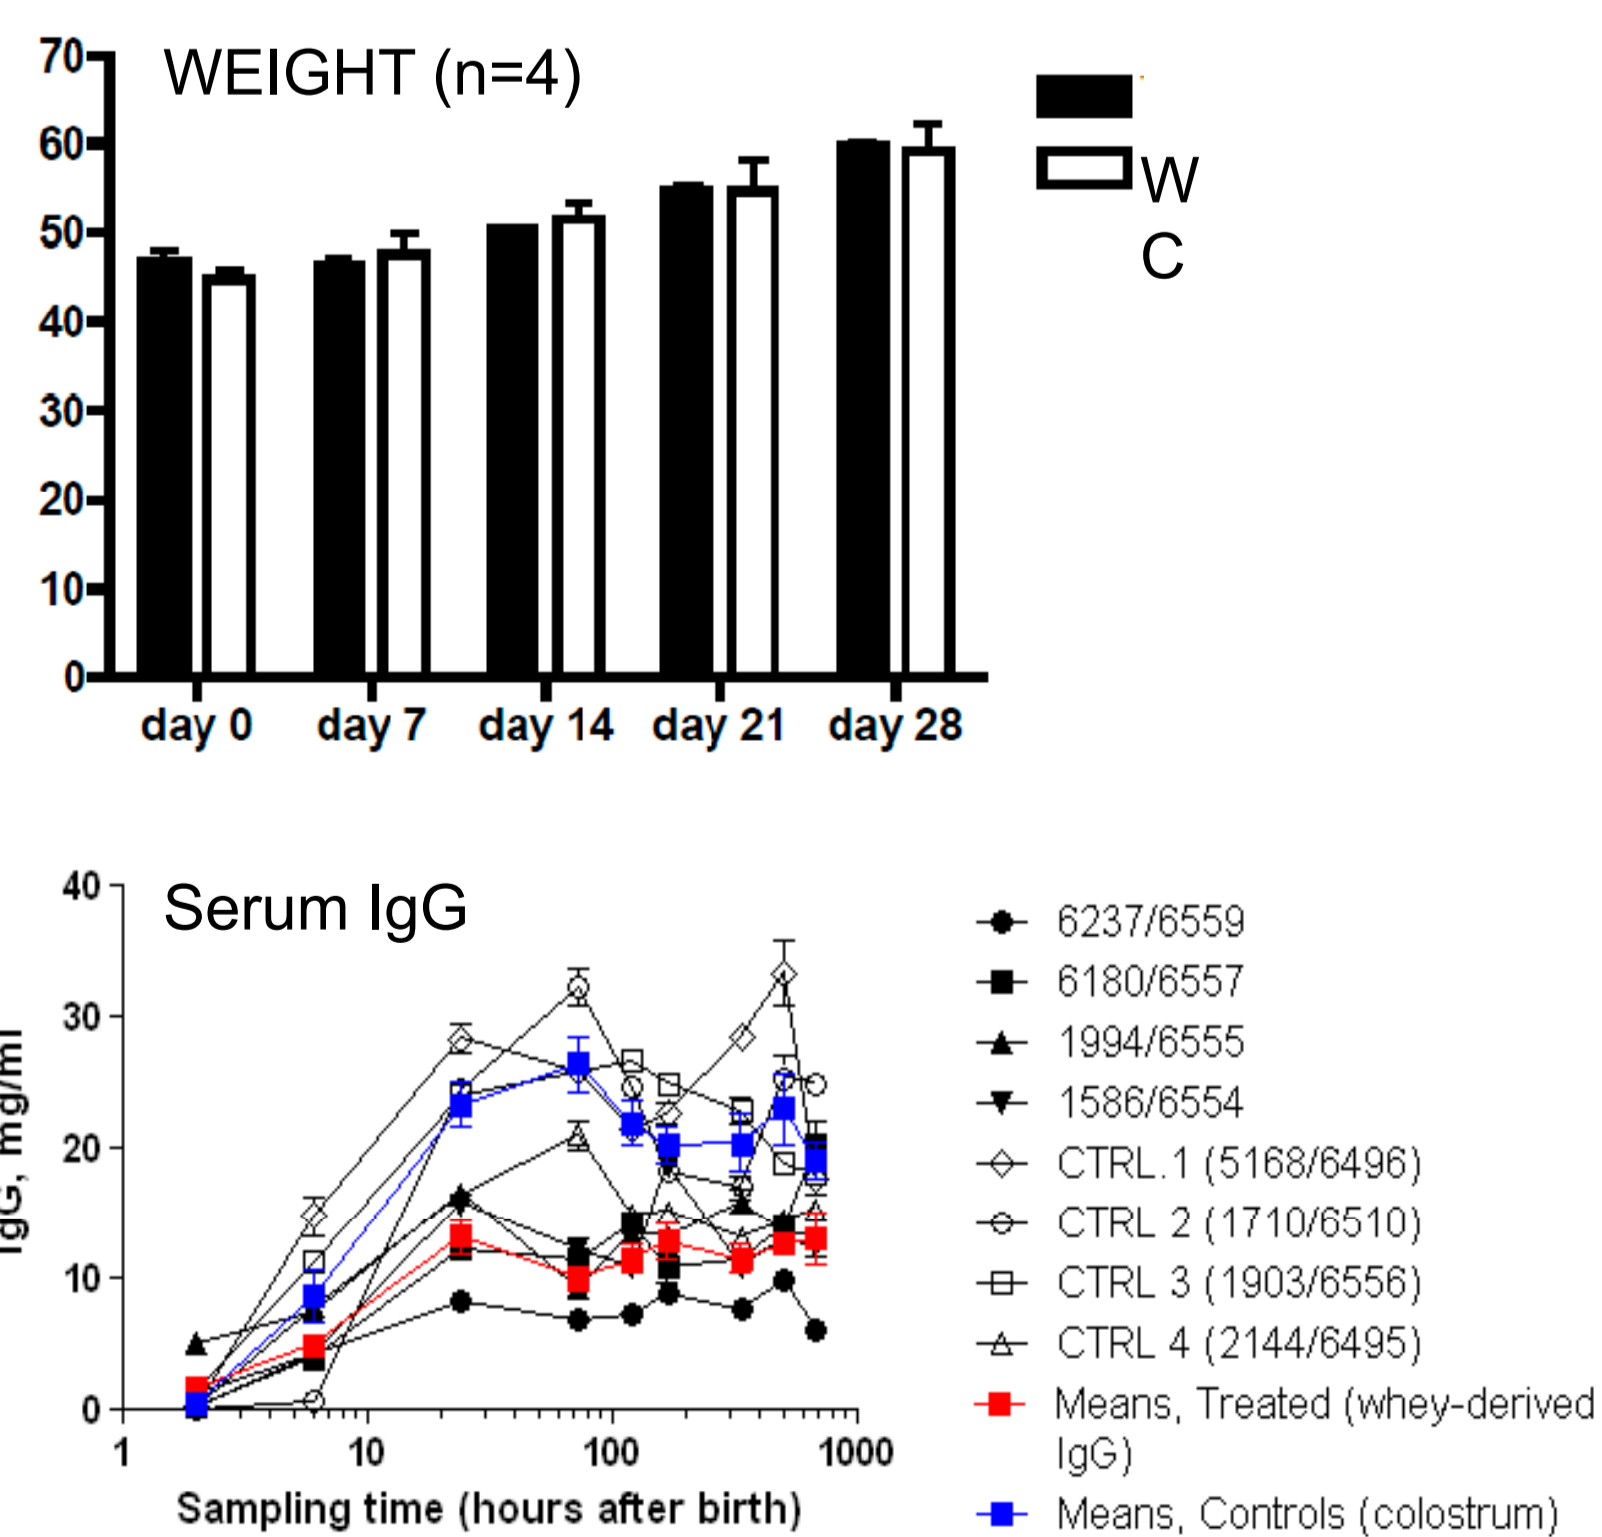 WEIGHT (n=4)
70
60
50
40
30
20
10
0
day 0 day 7 day 14 day 21 day 28
W
C
Serum IgG
IgG, mg/ml
40
30
20
10
0
1 10 100 1000
Sampling time (hours after birth)
6237/6559
6180/6557
1994/6555
1586/6554
CTRL.1 (5168/6496)
CTRL 2 (1710/6510)
CTRL 3 (1903/6556)
CTRL 4 (2144/6495)
Means, Treated (whey-derived
IgG)
Means, Controls (colostrum)